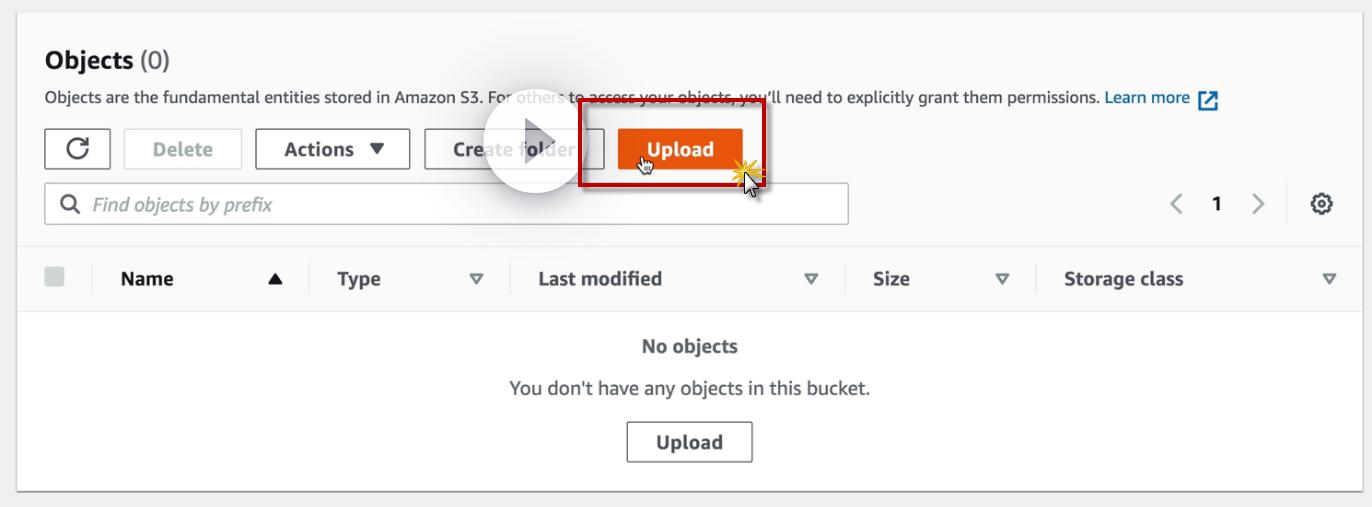 Objects (0)
Objects are the fundamental entities stored in Amazon S3. For others to access your objects, you'll need to explicitly grant them permissions. Learn more
Delete Actions Create folder Upload
Find objects by prefix 1
Name Type Last modified Size Storage class
No objects
You don't have any objects in this bucket.
Upload